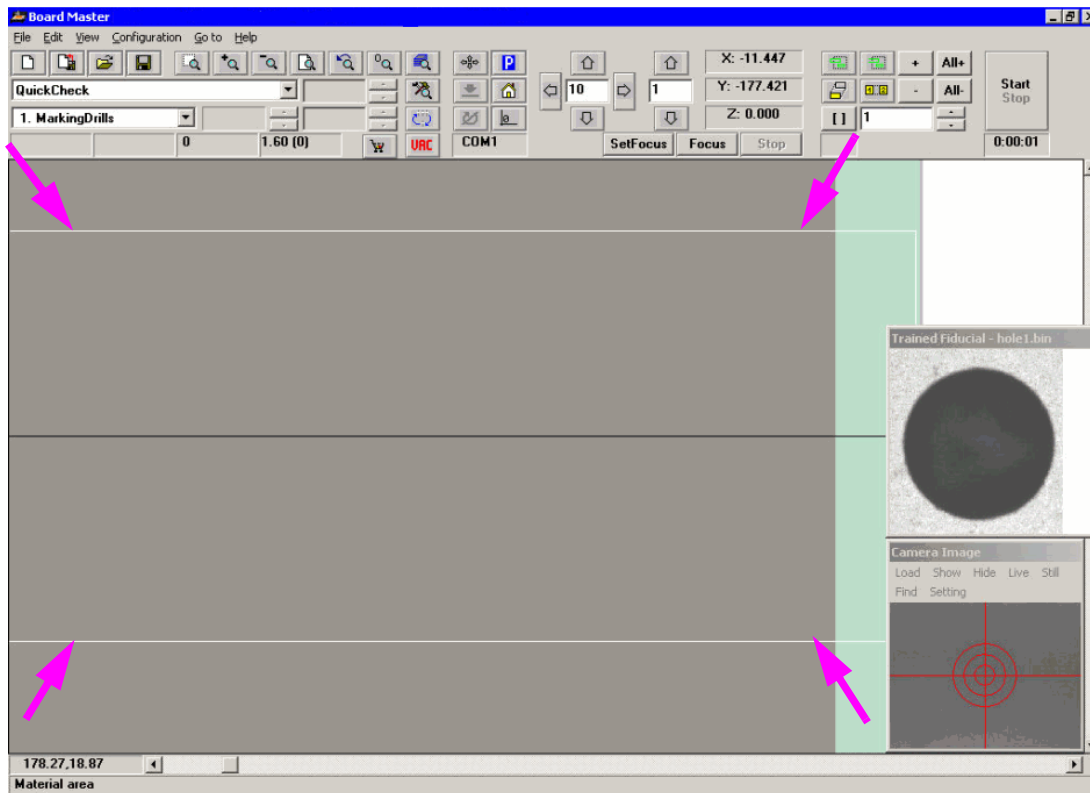 Board Master
File Edit View Configuration Go to Help
P
QuickCheck
10
1
X: -11.447
Y: -177.421
Z: 0.000
+ All+
- All-
[ ] 1
Start
Stop
1. MarkingDrills
0 1.60 (0) VAC COM1 SetFocus Focus Stop 0:00:01
Trained Fiducial - hole1.bin
Camera Image
Load Show Hide Live Still
Find Setting
178.27,18.87
Material area